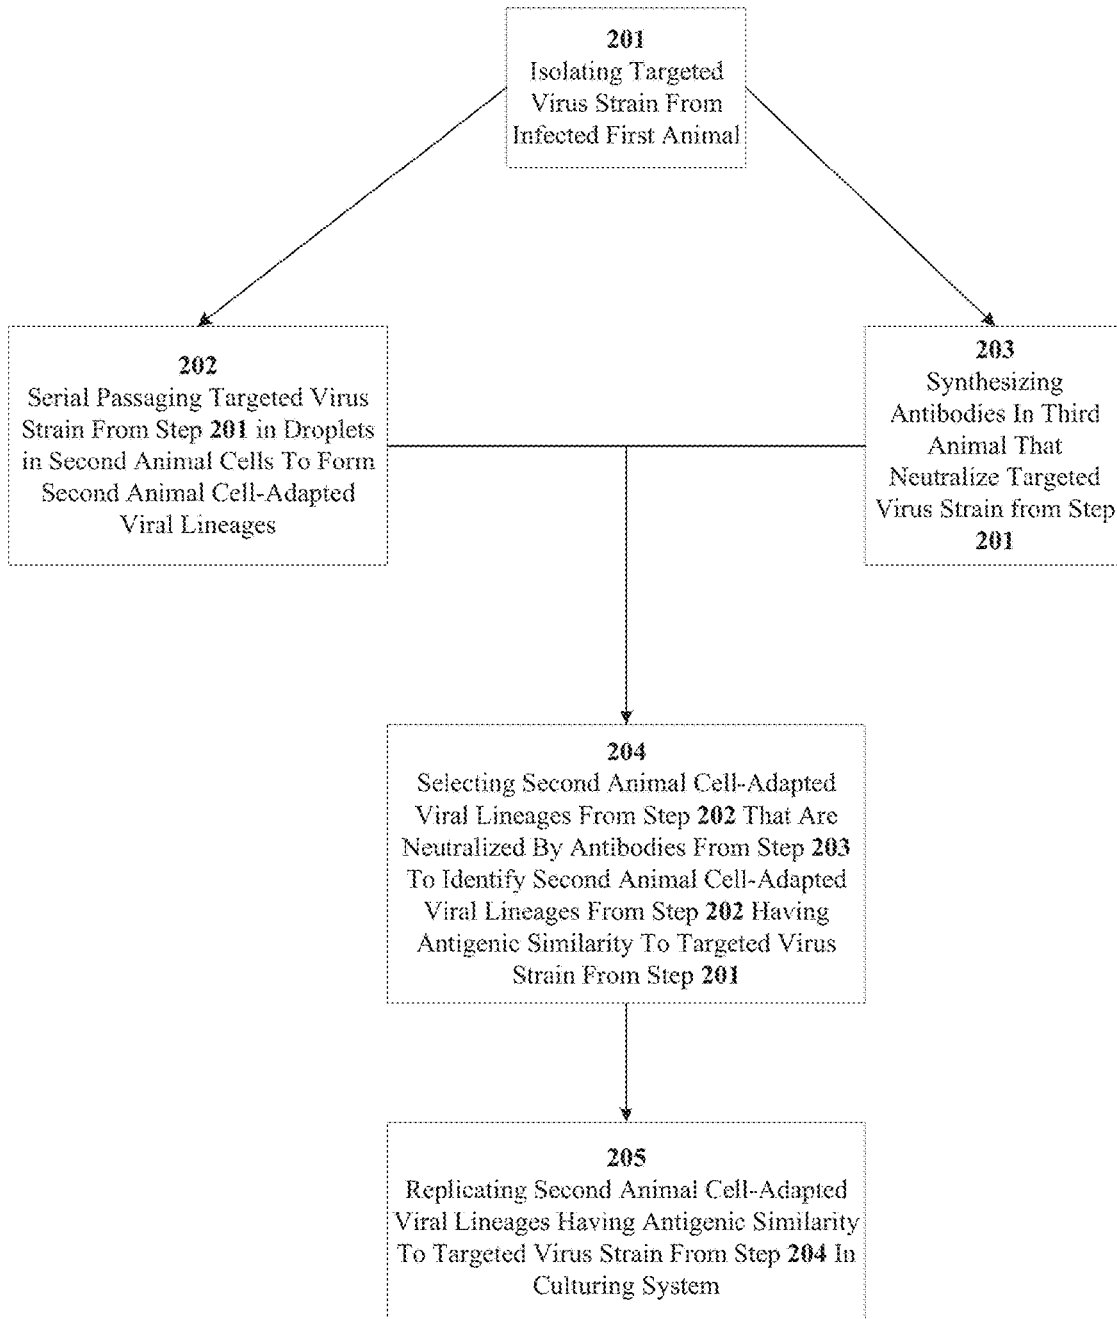 201
Isolating Targeted
Virus Strain From
Infected First Animal
202
Serial Passaging Targeted Virus
Strain From Step 201 in Droplets
in Second Animal Cells To Form
Second Animal Cell-Adapted
Viral Lineages
203
Synthesizing
Antibodies In Third
Animal That
Neutralize Targeted
Virus Strain from Step
201
204
Selecting Second Animal Cell-Adapted
Viral Lineages From Step 202 That Are
Neutralized By Antibodies From Step 203
To Identify Second Animal Cell-Adapted
Viral Lineages From Step 202 Having
Antigenic Similarity To Targeted Virus
Strain From Step 201
205
Replicating Second Animal Cell-Adapted
Viral Lineages Having Antigenic Similarity
To Targeted Virus Strain From Step 204 In
Culturing System